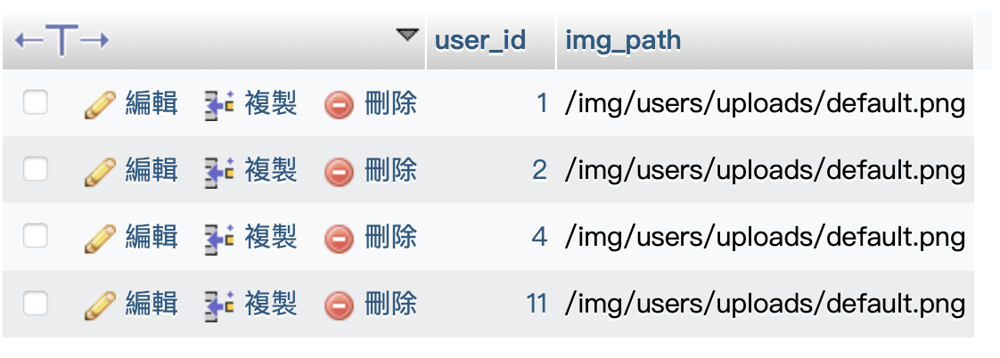 ←T→ user_id img_path
編輯 複製 刪除 1 /img/users/uploads/default.png
編輯 複製 刪除 2 /img/users/uploads/default.png
編輯 複製 刪除 4 /img/users/uploads/default.png
編輯 複製 刪除 11 /img/users/uploads/default.png